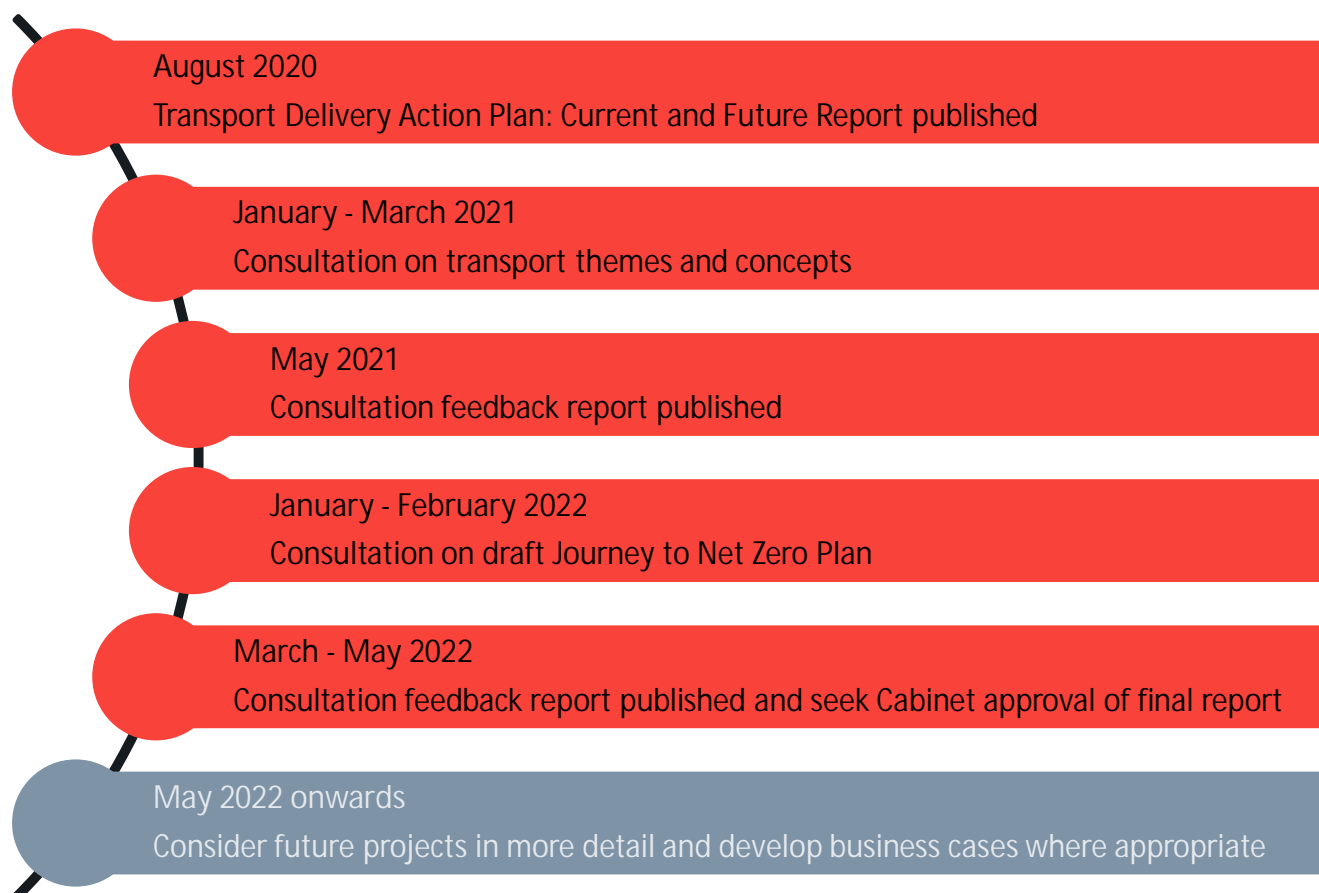 August 2020
Transport Delivery Action Plan: Current and Future Report published
January - March 2021
Consultation on transport themes and concepts
May 2021
Consultation feedback report published
January - February 2022
Consultation on draft Journey to Net Zero Plan
March - May 2022
Consultation feedback report published and seek Cabinet approval of final report
May 2022 onwards
Consider future projects in more detail and develop business cases where appropriate